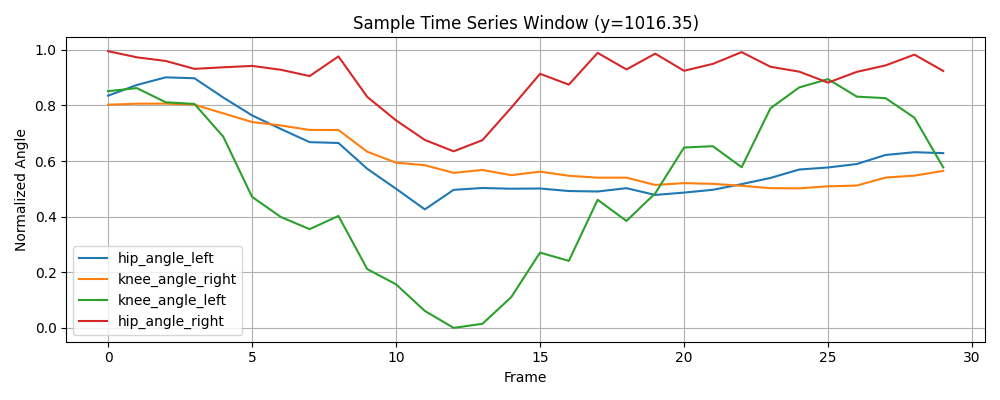 Sample Time Series Window (y=1016.35)
Normalized Angle
1.0
0.8
0.6
0.4
0.2
0.0
hip_angle_left
knee_angle_right
knee_angle_left
hip_angle_right
0 5 10 15 20 25 30
Frame